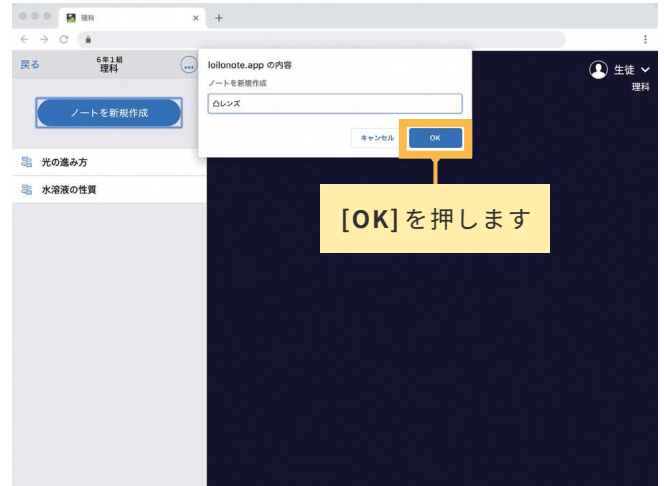 理科
戻る
6年1組
理科
ノートを新規作成
光の進み方
水溶液の性質
loilonote.app の内容
ノートを新規作成
凸レンズ
キャンセル
OK
[OK]を押します
生徒
理科